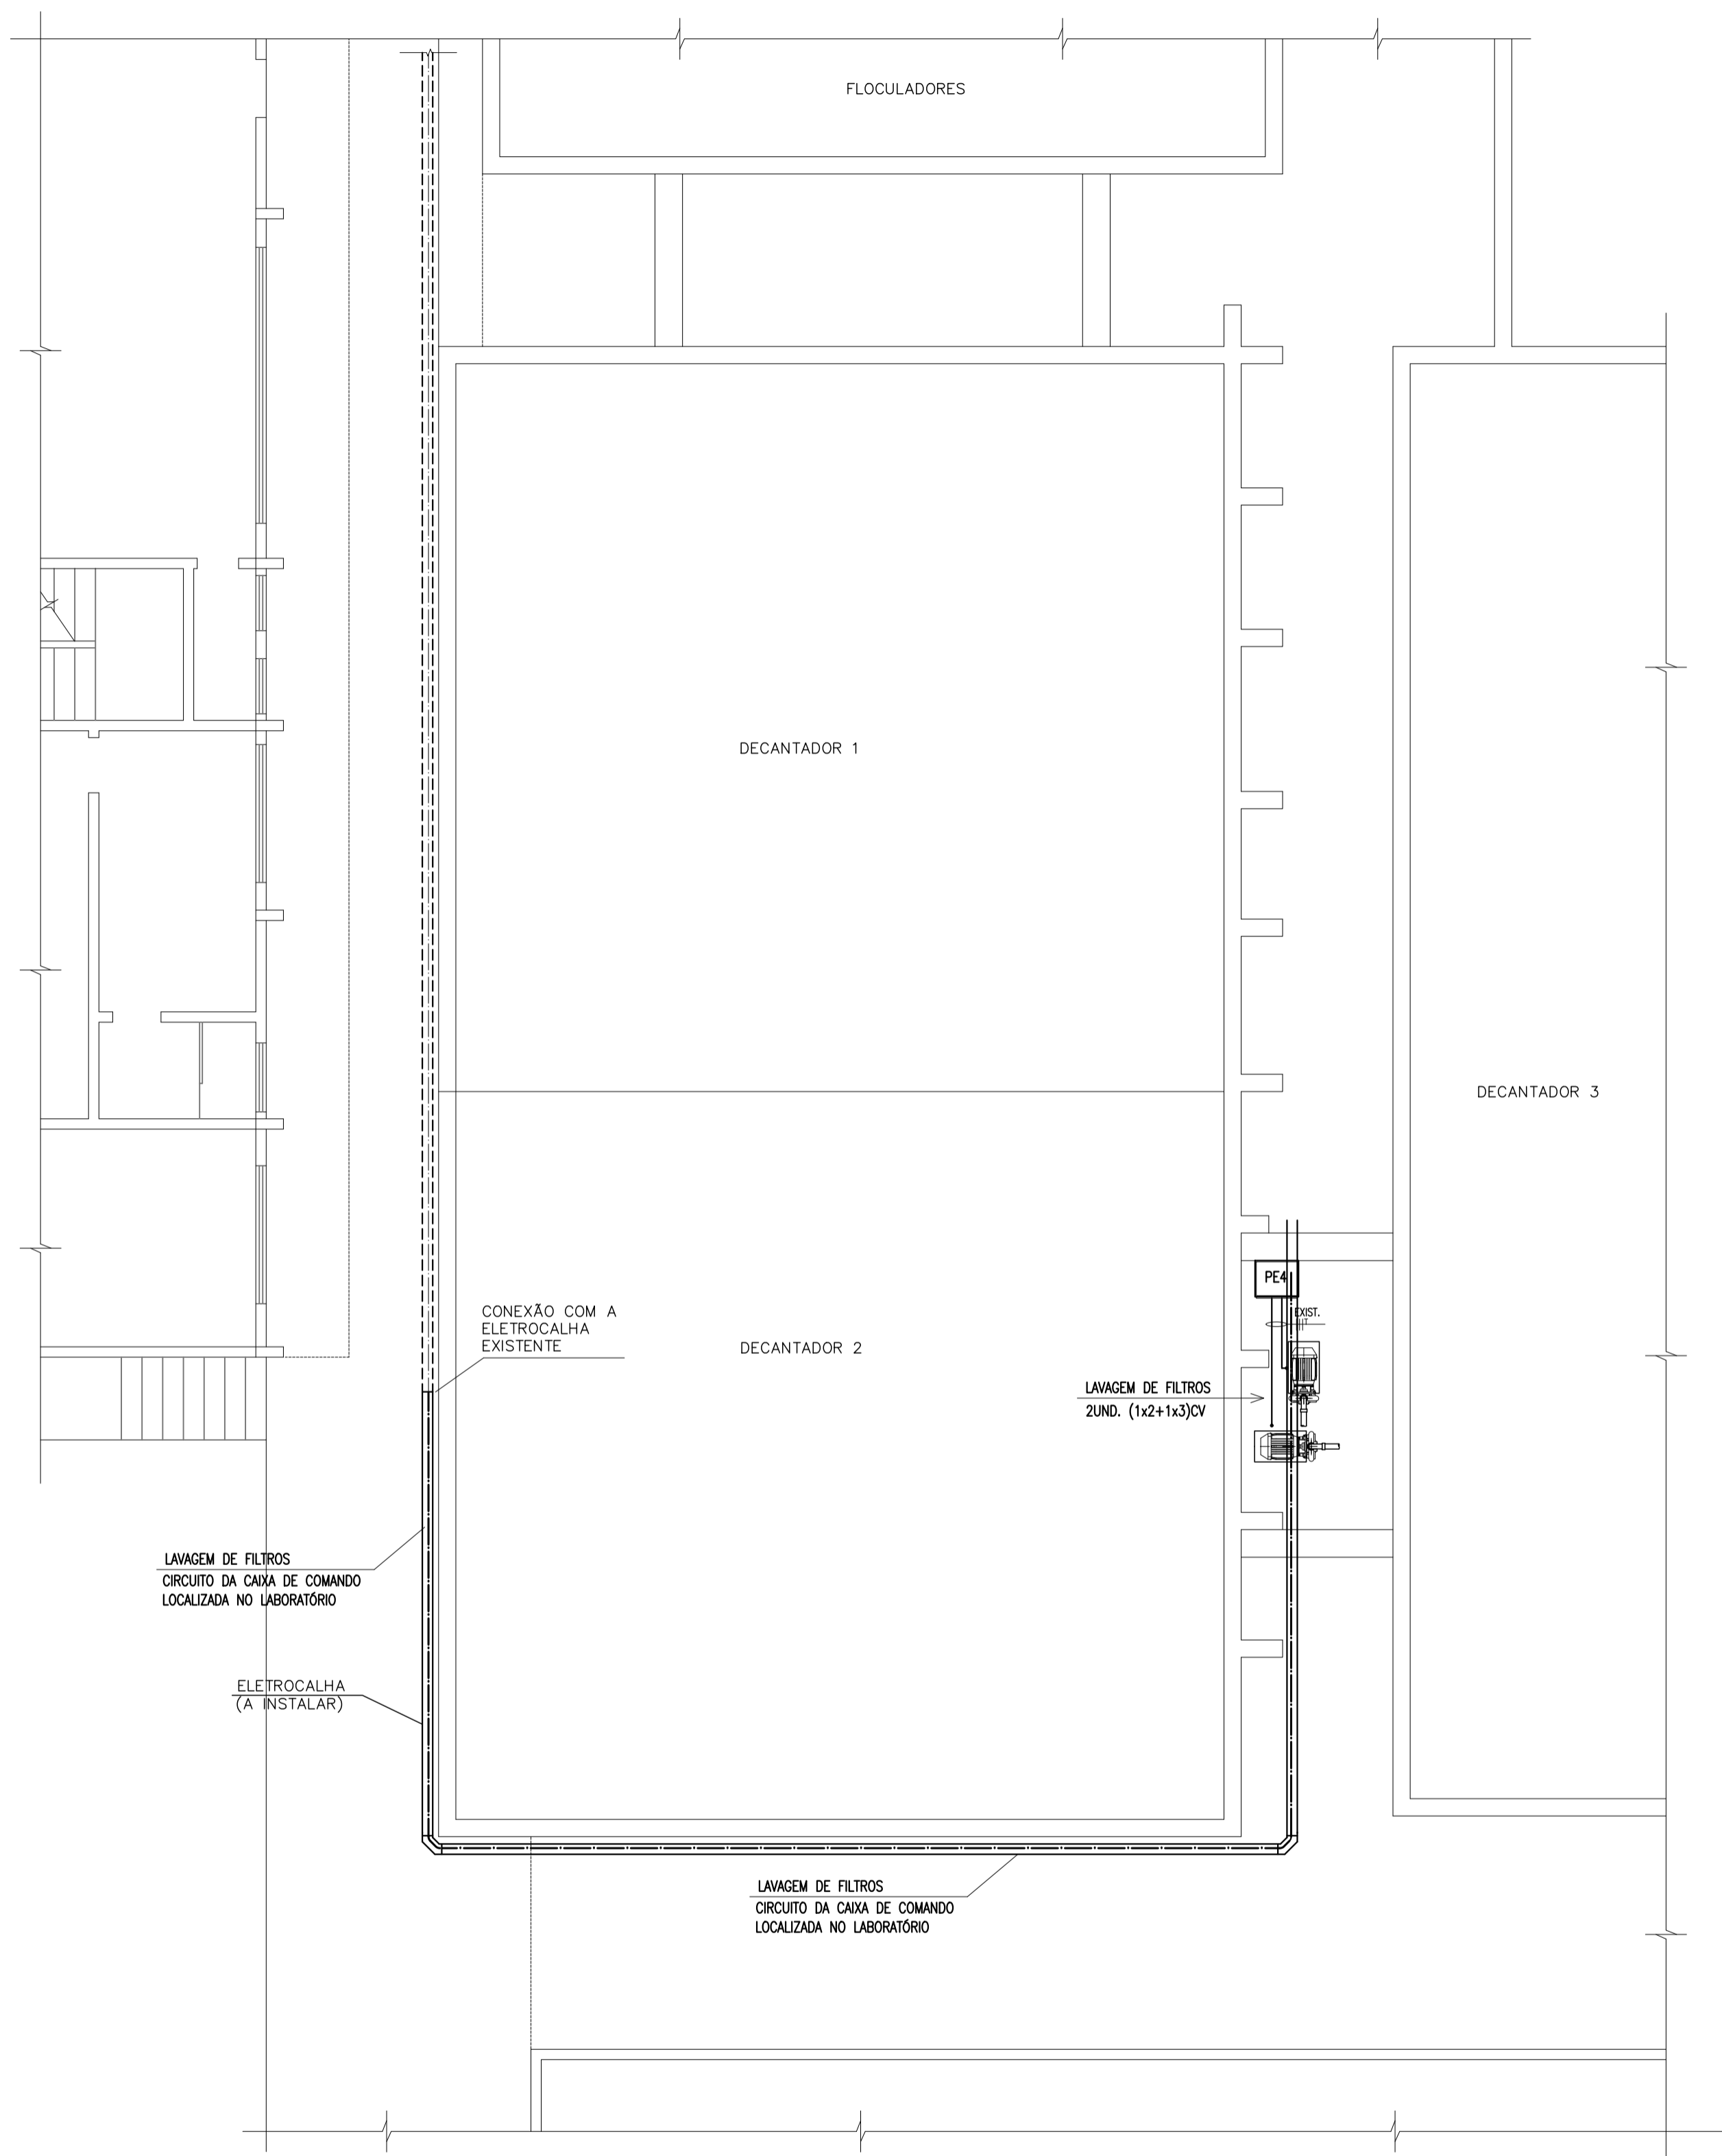 FLOCULADORES
DECANTADOR 1
DECANTADOR 3
PE4
EXIST.
CONEXÃO COM A
ELETROCALHA
EXISTENTE
DECANTADOR 2
LAVAGEM DE FILTROS
2UND. (1x2+1x3)CV
LAVAGEM DE FILTROS
CIRCUITO DA CAIXA DE COMANDO
LOCALIZADA NO LABORATÓRIO
ELETROCALHA
(A INSTALAR)
LAVAGEM DE FILTROS
CIRCUITO DA CAIXA DE COMANDO
LOCALIZADA NO LABORATÓRIO